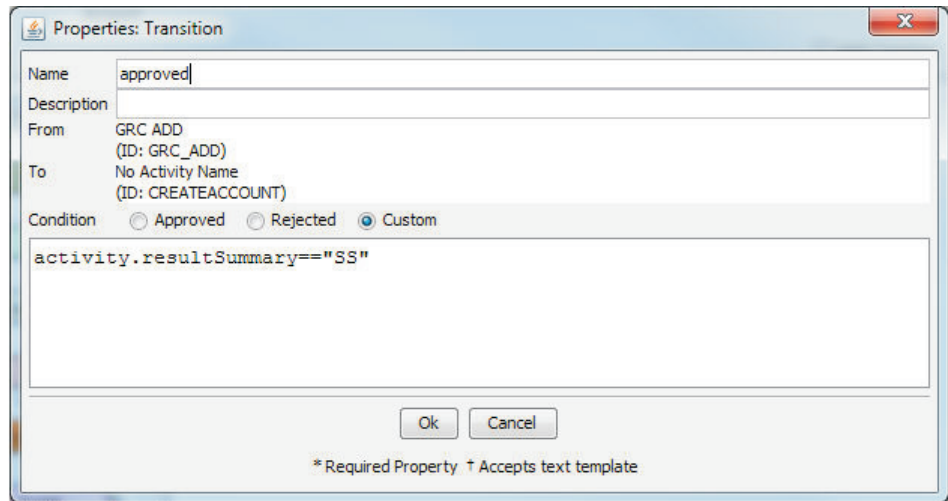 Properties: Transition
Name approved
Description
From GRC ADD
(ID: GRC_ADD)
To No Activity Name
(ID: CREATEACCOUNT)
Condition Approved Rejected Custom
activity.resultSummary=="SS"
Ok Cancel
* Required Property † Accepts text template